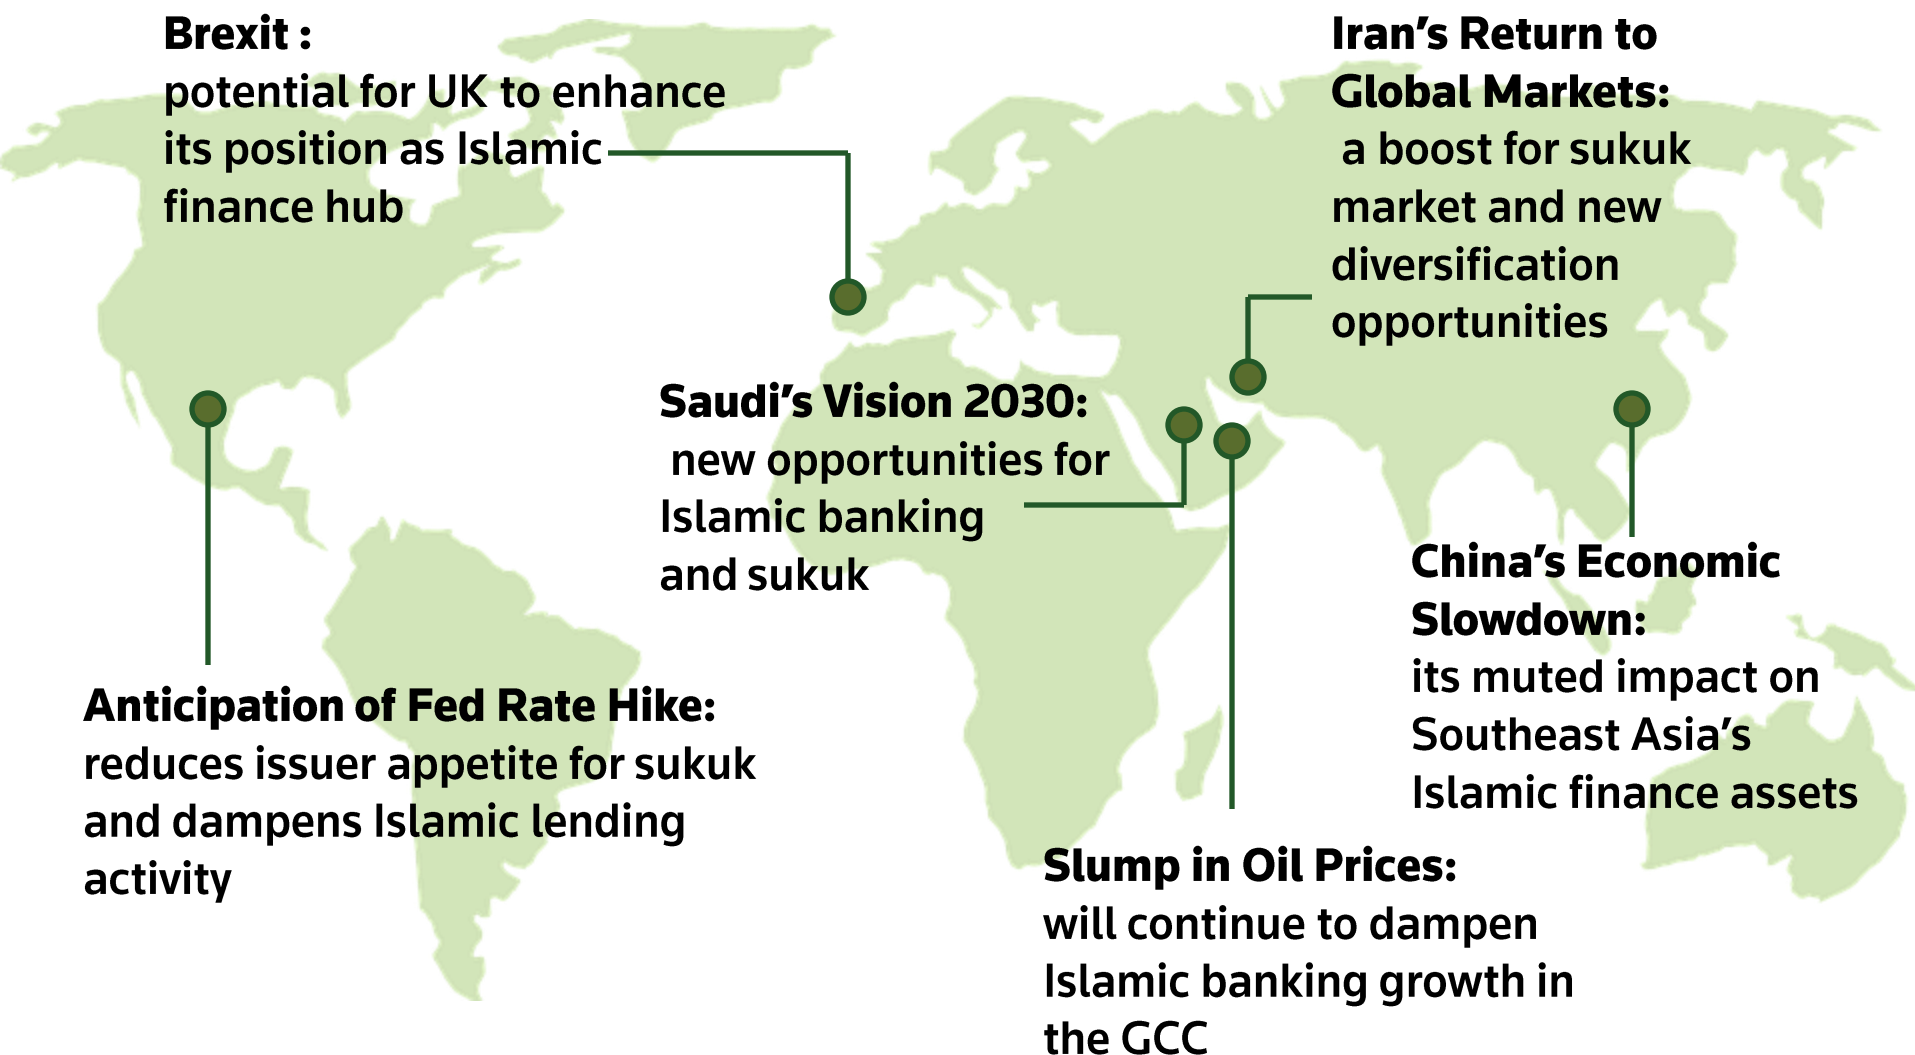 Brexit :
potential for UK to enhance
its position as Islamic
finance hub
Iran's Return to
Global Markets:
a boost for sukuk
market and new
diversification
opportunities
Saudi's Vision 2030:
new opportunities for
Islamic banking
and sukuk
China's Economic
Slowdown:
its muted impact on
Southeast Asia's
Islamic finance assets
Anticipation of Fed Rate Hike:
reduces issuer appetite for sukuk
and dampens Islamic lending
activity
Slump in Oil Prices:
will continue to dampen
Islamic banking growth in
the GCC